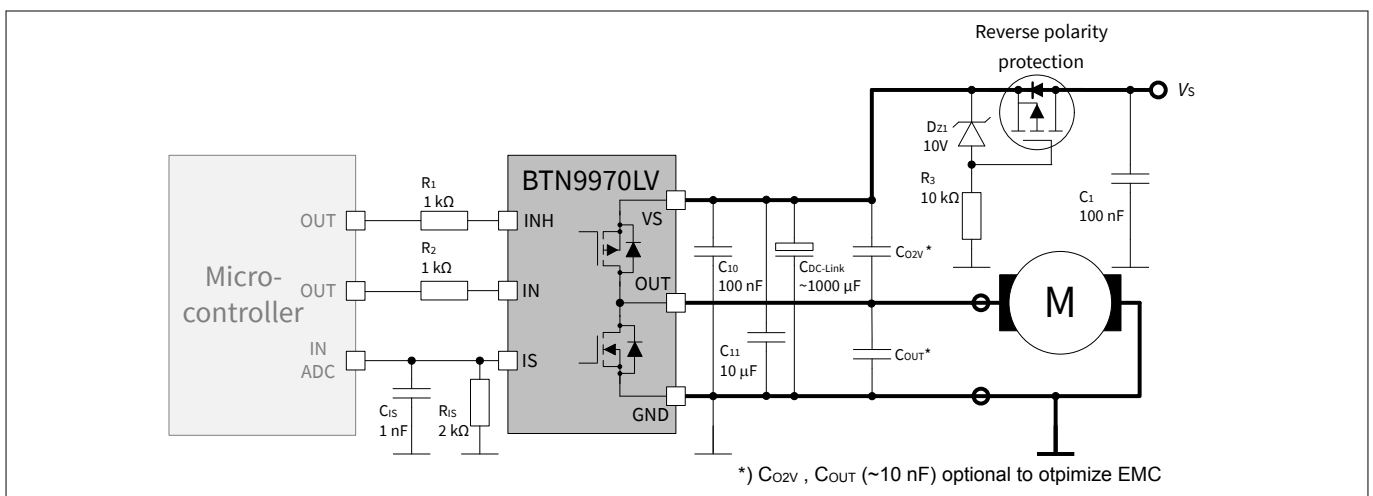 Reverse polarity
protection
VS
DZ1
10V
R3
10 kΩ
C1
100 nF
BTN9970LV
R1
1 kΩ
OUT
INH
VS
R2
1 kΩ
Micro-
controller
OUT
IN
OUT
C10
100 nF
CDC-Link
~1000 µF
CO2V*
M
IN
ADC
IS
C11
10 µF
COUT*
CIS
1 nF
RIS
2 kΩ
GND
*) CO2V , COUT (~10 nF) optional to otpimize EMC